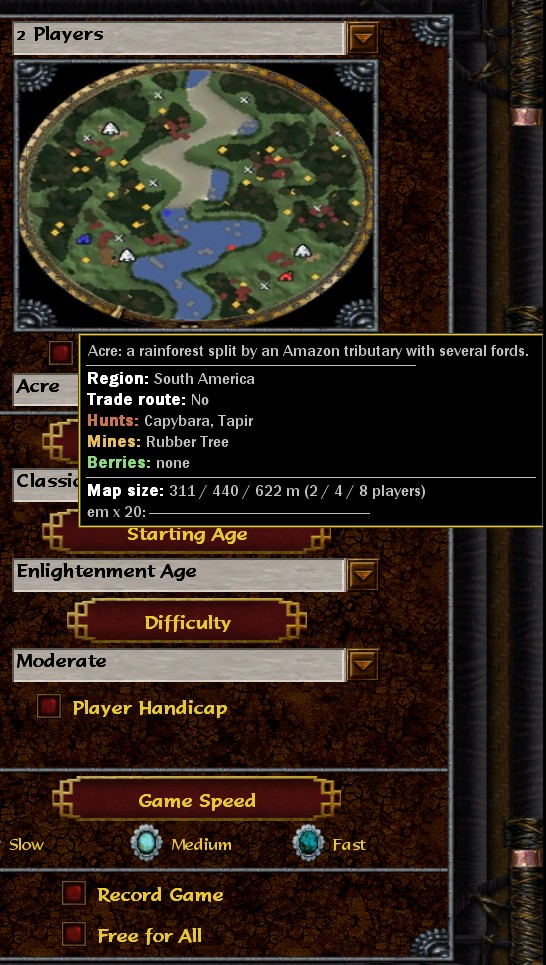 2 Players
Acre: a rainforest split by an Amazon tributary with several fords.
Region: South America
Trade route: No
Hunts: Capybara, Tapir
Mines: Rubber Tree
Berries: none
Map size: 311 / 440 / 622 m (2 / 4 / 8 players)
em x 20:
Acre
Classic
Starting Age
Enlightenment Age
Difficulty
Moderate
Player Handicap
Game Speed
Slow Medium Fast
Record Game
Free for All